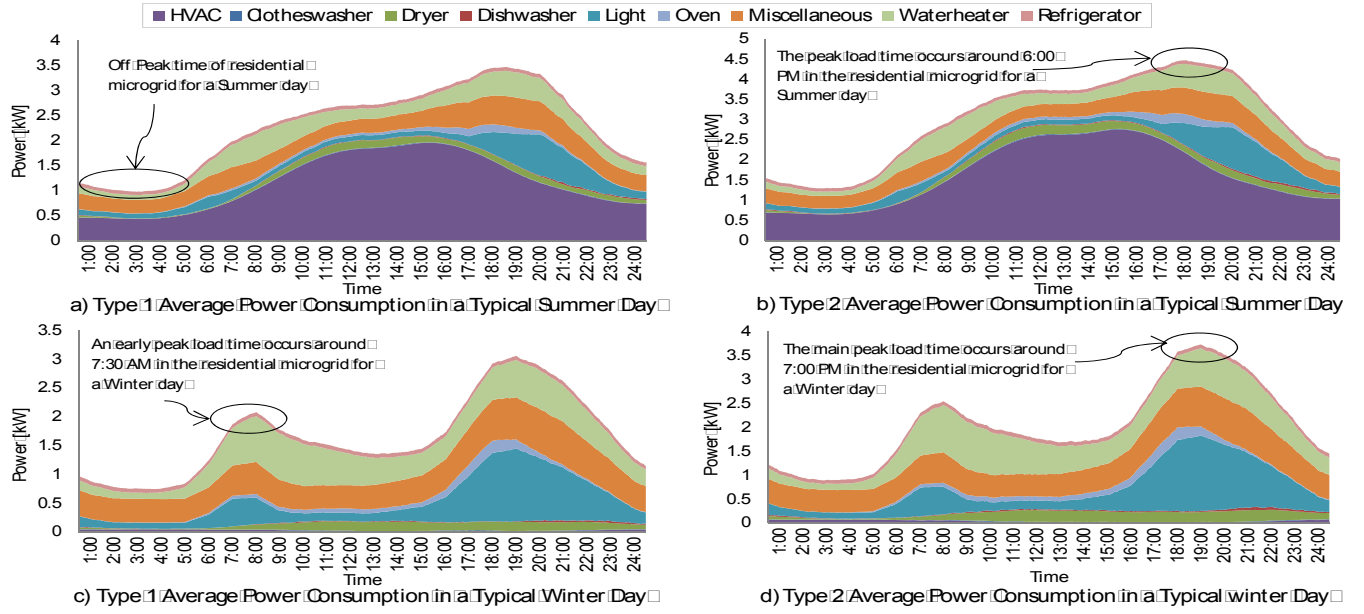 HVAC Clotheswasher Dryer Dishwasher Light Oven Miscellaneous Waterheater Refrigerator
4
3.5
3
2.5
2
1.5
1
0.5
0
Power [kW]
Off Peak time of residential
microgrid for a Summer day
1:00 2:00 3:00 4:00 5:00 6:00 7:00 8:00 9:00 10:00 11:00 12:00 13:00 14:00 15:00 16:00 17:00 18:00 19:00 20:00 21:00 22:00 23:00 24:00
Time
a) Type 1 Average Power Consumption in a Typical Summer Day
5
4.5
4
3.5
3
2.5
2
1.5
1
0.5
0
Power [kW]
The peak load time occurs around 6:00
PM in the residential microgrid for a
Summer day
1:00 2:00 3:00 4:00 5:00 6:00 7:00 8:00 9:00 10:00 11:00 12:00 13:00 14:00 15:00 16:00 17:00 18:00 19:00 20:00 21:00 22:00 23:00 24:00
Time
b) Type 2 Average Power Consumption in a Typical Summer Day
3.5
3
2.5
2
1.5
1
0.5
0
Power [kW]
An early peak load time occurs around
7:30 AM in the residential microgrid for
a Winter day
1:00 2:00 3:00 4:00 5:00 6:00 7:00 8:00 9:00 10:00 11:00 12:00 13:00 14:00 15:00 16:00 17:00 18:00 19:00 20:00 21:00 22:00 23:00 24:00
Time
c) Type 1 Average Power Consumption in a Typical Winter Day
4
3.5
3
2.5
2
1.5
1
0.5
0
Power [kW]
The main peak load time occurs around
7:00 PM in the residential microgrid for
a Winter day
1:00 2:00 3:00 4:00 5:00 6:00 7:00 8:00 9:00 10:00 11:00 12:00 13:00 14:00 15:00 16:00 17:00 18:00 19:00 20:00 21:00 22:00 23:00 24:00
Time
d) Type 2 Average Power Consumption in a Typical winter Day